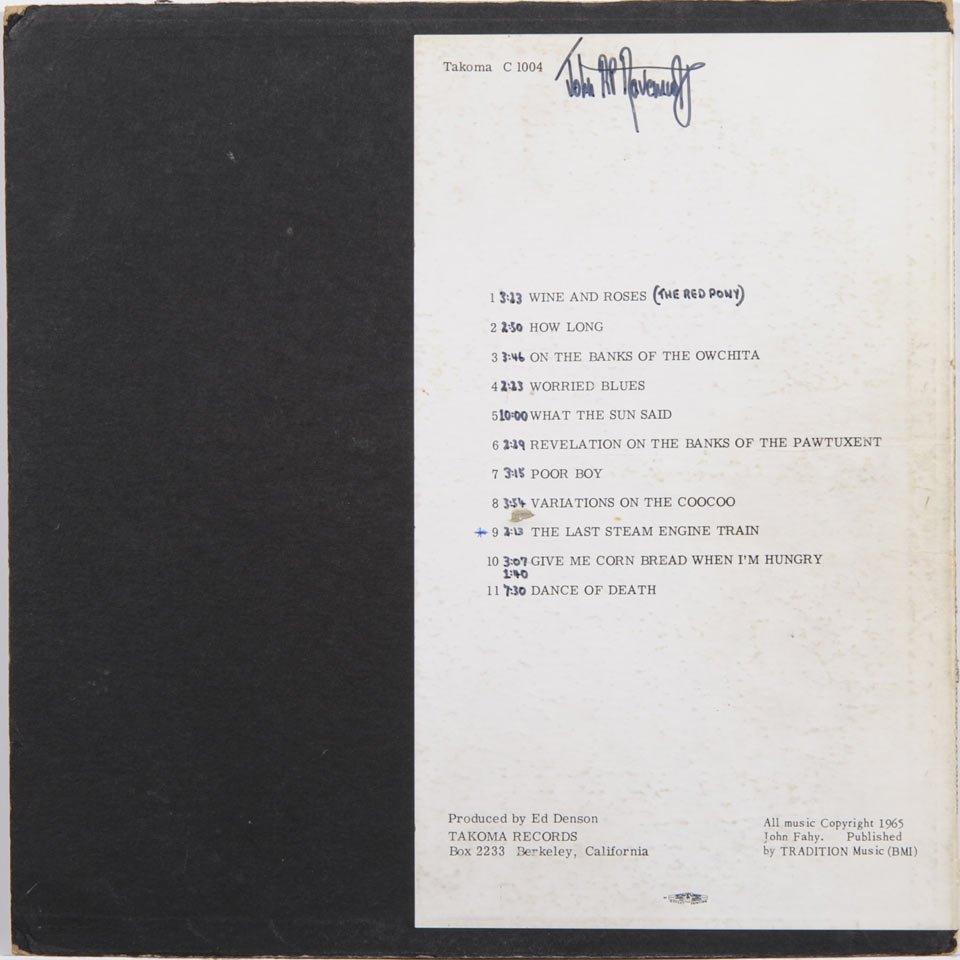 Takoma C 1004
John
1 3:23 WINE AND ROSES (THE RED PONY)
2 2:50 HOW LONG
3 3:46 ON THE BANKS OF THE OWCHITA
4 2:23 WORRIED BLUES
5 10:00 WHAT THE SUN SAID
6 2:29 REVELATION ON THE BANKS OF THE PAWTUXENT
7 3:15 POOR BOY
8 3:54 VARIATIONS ON THE COOCOO
* 9 2:13 THE LAST STEAM ENGINE TRAIN
10 3:07 GIVE ME CORN BREAD WHEN I'M HUNGRY
1:40
11 7:30 DANCE OF DEATH
Produced by Ed Denson
TAKOMA RECORDS
Box 2233 Berkeley, California
All music Copyright 1965
John Fahy. Published
by TRADITION Music (BMI)